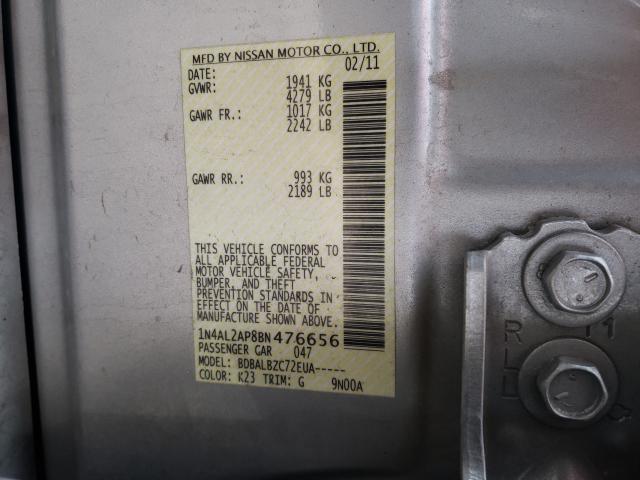 MFD BY NISSAN MOTOR CO., LTD.
DATE: 02/11
GVWR: 1941 KG
4279 LB
GAWR FR.: 1017 KG
2242 LB
GAWR RR.: 993 KG
2189 LB
THIS VEHICLE CONFORMS TO
ALL APPLICABLE FEDERAL
MOTOR VEHICLE SAFETY,
BUMPER, AND THEFT
PREVENTION STANDARDS IN
EFFECT ON THE DATE OF
MANUFACTURE SHOWN ABOVE.
1N4AL2AP8BN476656
PASSENGER CAR 047
MODEL: BDBALBZC72EUA-----
COLOR: K23 TRIM: G 9N00A